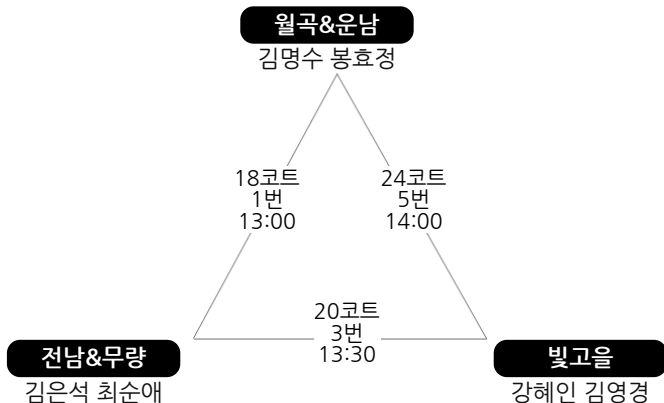 월곡&운남
김명수 봉효정
18코트
1번
13:00
24코트
5번
14:00
20코트
3번
13:30
전남&무량
김은석 최순애
빛고을
강혜인 김영경